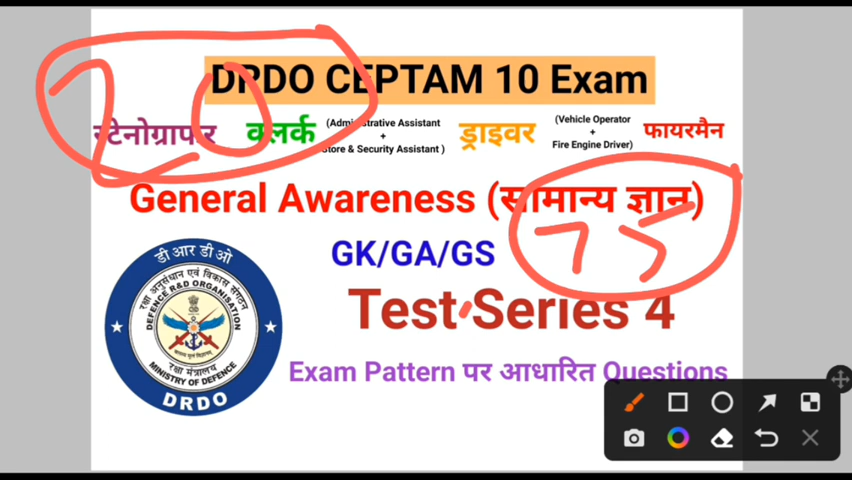 DRDO CEPTAM 10 Exam
स्टेनोग्राफर क्लर्क (Administrative Assistant + Store & Security Assistant ) ड्राइवर (Vehicle Operator + Fire Engine Driver) फायरमैन
20
General Awareness (सामान्य ज्ञान)
75
GK/GA/GS
Test Series 4
Exam Pattern पर आधारित Questions
डी आर डी ओ
रक्षा अनुसंधान एवं विकास संगठन
DEFENCE R&D ORGANISATION
रक्षा मंत्रालय
MINISTRY OF DEFENCE
DRDO